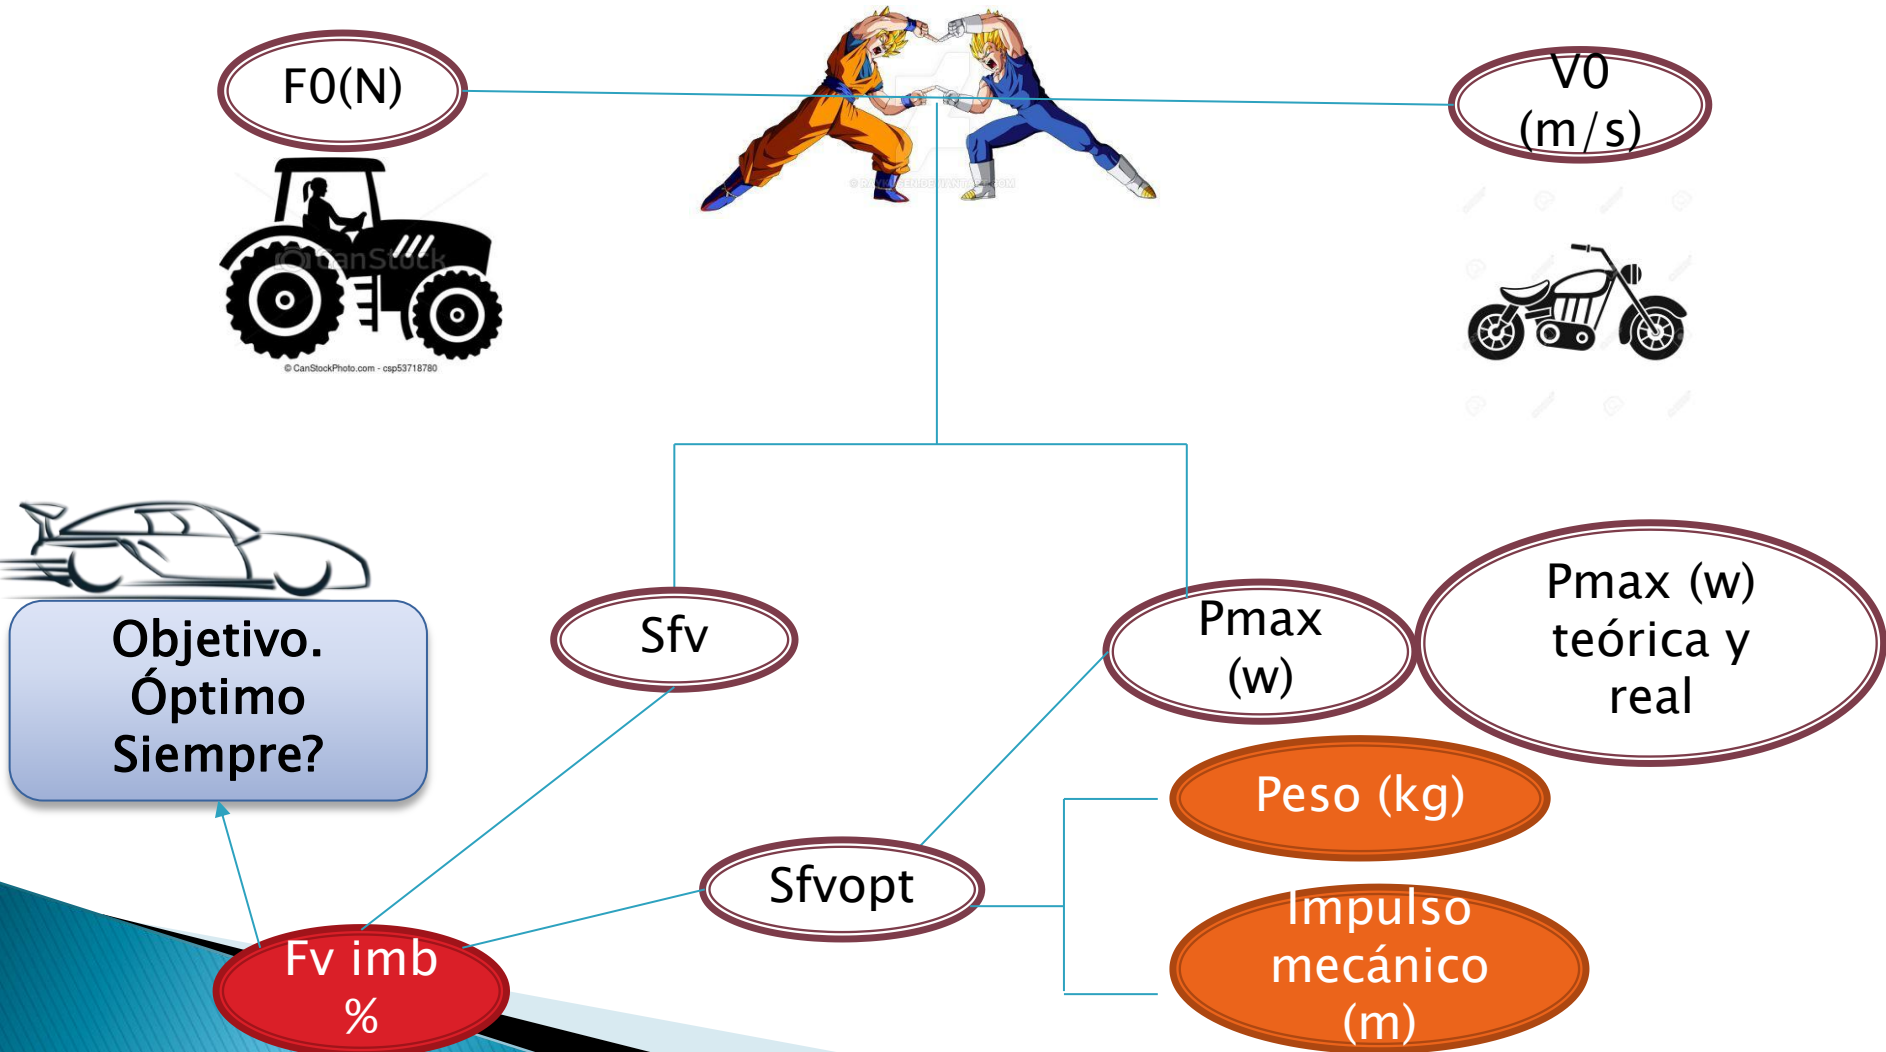 F0(N)
V0
(m/s)
CanStock
© CanStockPhoto.com - csp53718780
Sfv
Pmax
(w)
Pmax (w)
teórica y
real
Objetivo.
Óptimo
Siempre?
Peso (kg)
Sfvopt
Impulso
mecánico
(m)
Fv imb
%